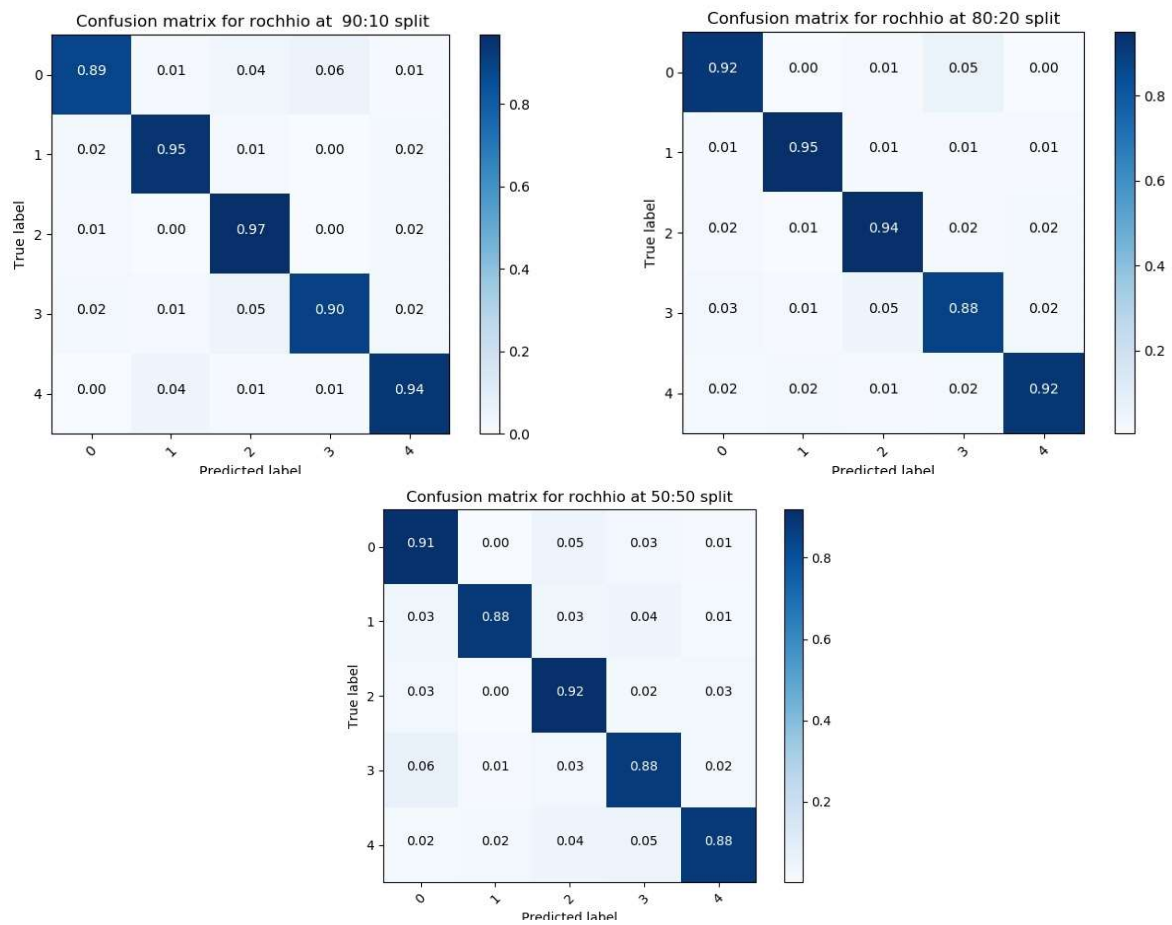 Confusion matrix for rochhio at  90:10 split
0 0.89 0.01 0.04 0.06 0.01
1 0.02 0.95 0.01 0.00 0.02
2 0.01 0.00 0.97 0.00 0.02
3 0.02 0.01 0.05 0.90 0.02
4 0.00 0.04 0.01 0.01 0.94
0 1 2 3 4
True label
Predicted label
0.8
0.6
0.4
0.2
0.0
Confusion matrix for rochhio at 80:20 split
0 0.92 0.00 0.01 0.05 0.00
1 0.01 0.95 0.01 0.01 0.01
2 0.02 0.01 0.94 0.02 0.02
3 0.03 0.01 0.05 0.88 0.02
4 0.02 0.02 0.01 0.02 0.92
0 1 2 3 4
True label
Predicted label
0.8
0.6
0.4
0.2
Confusion matrix for rochhio at 50:50 split
0 0.91 0.00 0.05 0.03 0.01
1 0.03 0.88 0.03 0.04 0.01
2 0.03 0.00 0.92 0.02 0.03
3 0.06 0.01 0.03 0.88 0.02
4 0.02 0.02 0.04 0.05 0.88
0 1 2 3 4
True label
Predicted label
0.8
0.6
0.4
0.2